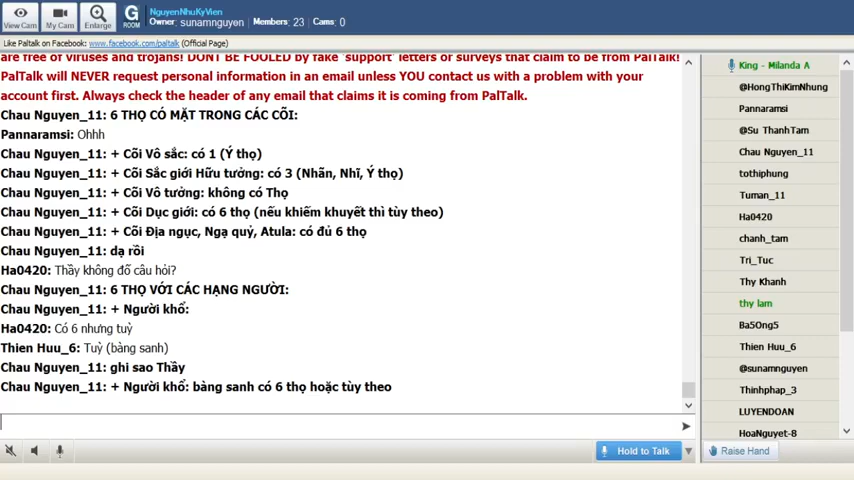 NguyenNhuKyVien
Owner: sunamnguyen Members: 23 Cams: 0
View Cam My Cam Enlarge G ROOM
Like Paltalk on Facebook: www.facebook.com/paltalk (Official Page)
are free of viruses and trojans! DONT BE FOOLED by fake 'support' letters or surveys that claim to be from PalTalk!
PalTalk will NEVER request personal information in an email unless YOU contact us with a problem with your
account first. Always check the header of any email that claims it is coming from PalTalk.
Chau Nguyen_11: 6 THỌ CÓ MẶT TRONG CÁC CÕI:
Pannaramsi: Ohhh
Chau Nguyen_11: + Cõi Vô sắc: có 1 (Ý thọ)
Chau Nguyen_11: + Cõi Sắc giới Hữu tưởng: có 3 (Nhãn, Nhĩ, Ý thọ)
Chau Nguyen_11: + Cõi Vô tưởng: không có Thọ
Chau Nguyen_11: + Cõi Dục giới: có 6 thọ (nếu khiếm khuyết thì tùy theo)
Chau Nguyen_11: + Cõi Địa ngục, Ngạ quỷ, Atula: có đủ 6 thọ
Chau Nguyen_11: dạ rồi
Ha0420: Thầy không đố câu hỏi?
Chau Nguyen_11: 6 THỌ VỚI CÁC HẠNG NGƯỜI:
Chau Nguyen_11: + Người khổ:
Ha0420: Có 6 nhưng tuỳ
Thien Huu_6: Tuỳ (bàng sanh)
Chau Nguyen_11: ghi sao Thầy
Chau Nguyen_11: + Người khổ: bàng sanh có 6 thọ hoặc tùy theo
Hold to Talk
King - Milanda A
@HongThiKimNhung
Pannaramsi
@Su ThanhTam
Chau Nguyen_11
tothiphung
Tuman_11
Ha0420
chanh_tam
Tri_Tuc
Thy Khanh
thy lam
Ba5Ong5
Thien Huu_6
@sunamnguyen
Thinhphap_3
LUYENDOAN
HoaNguyet-8
Raise Hand